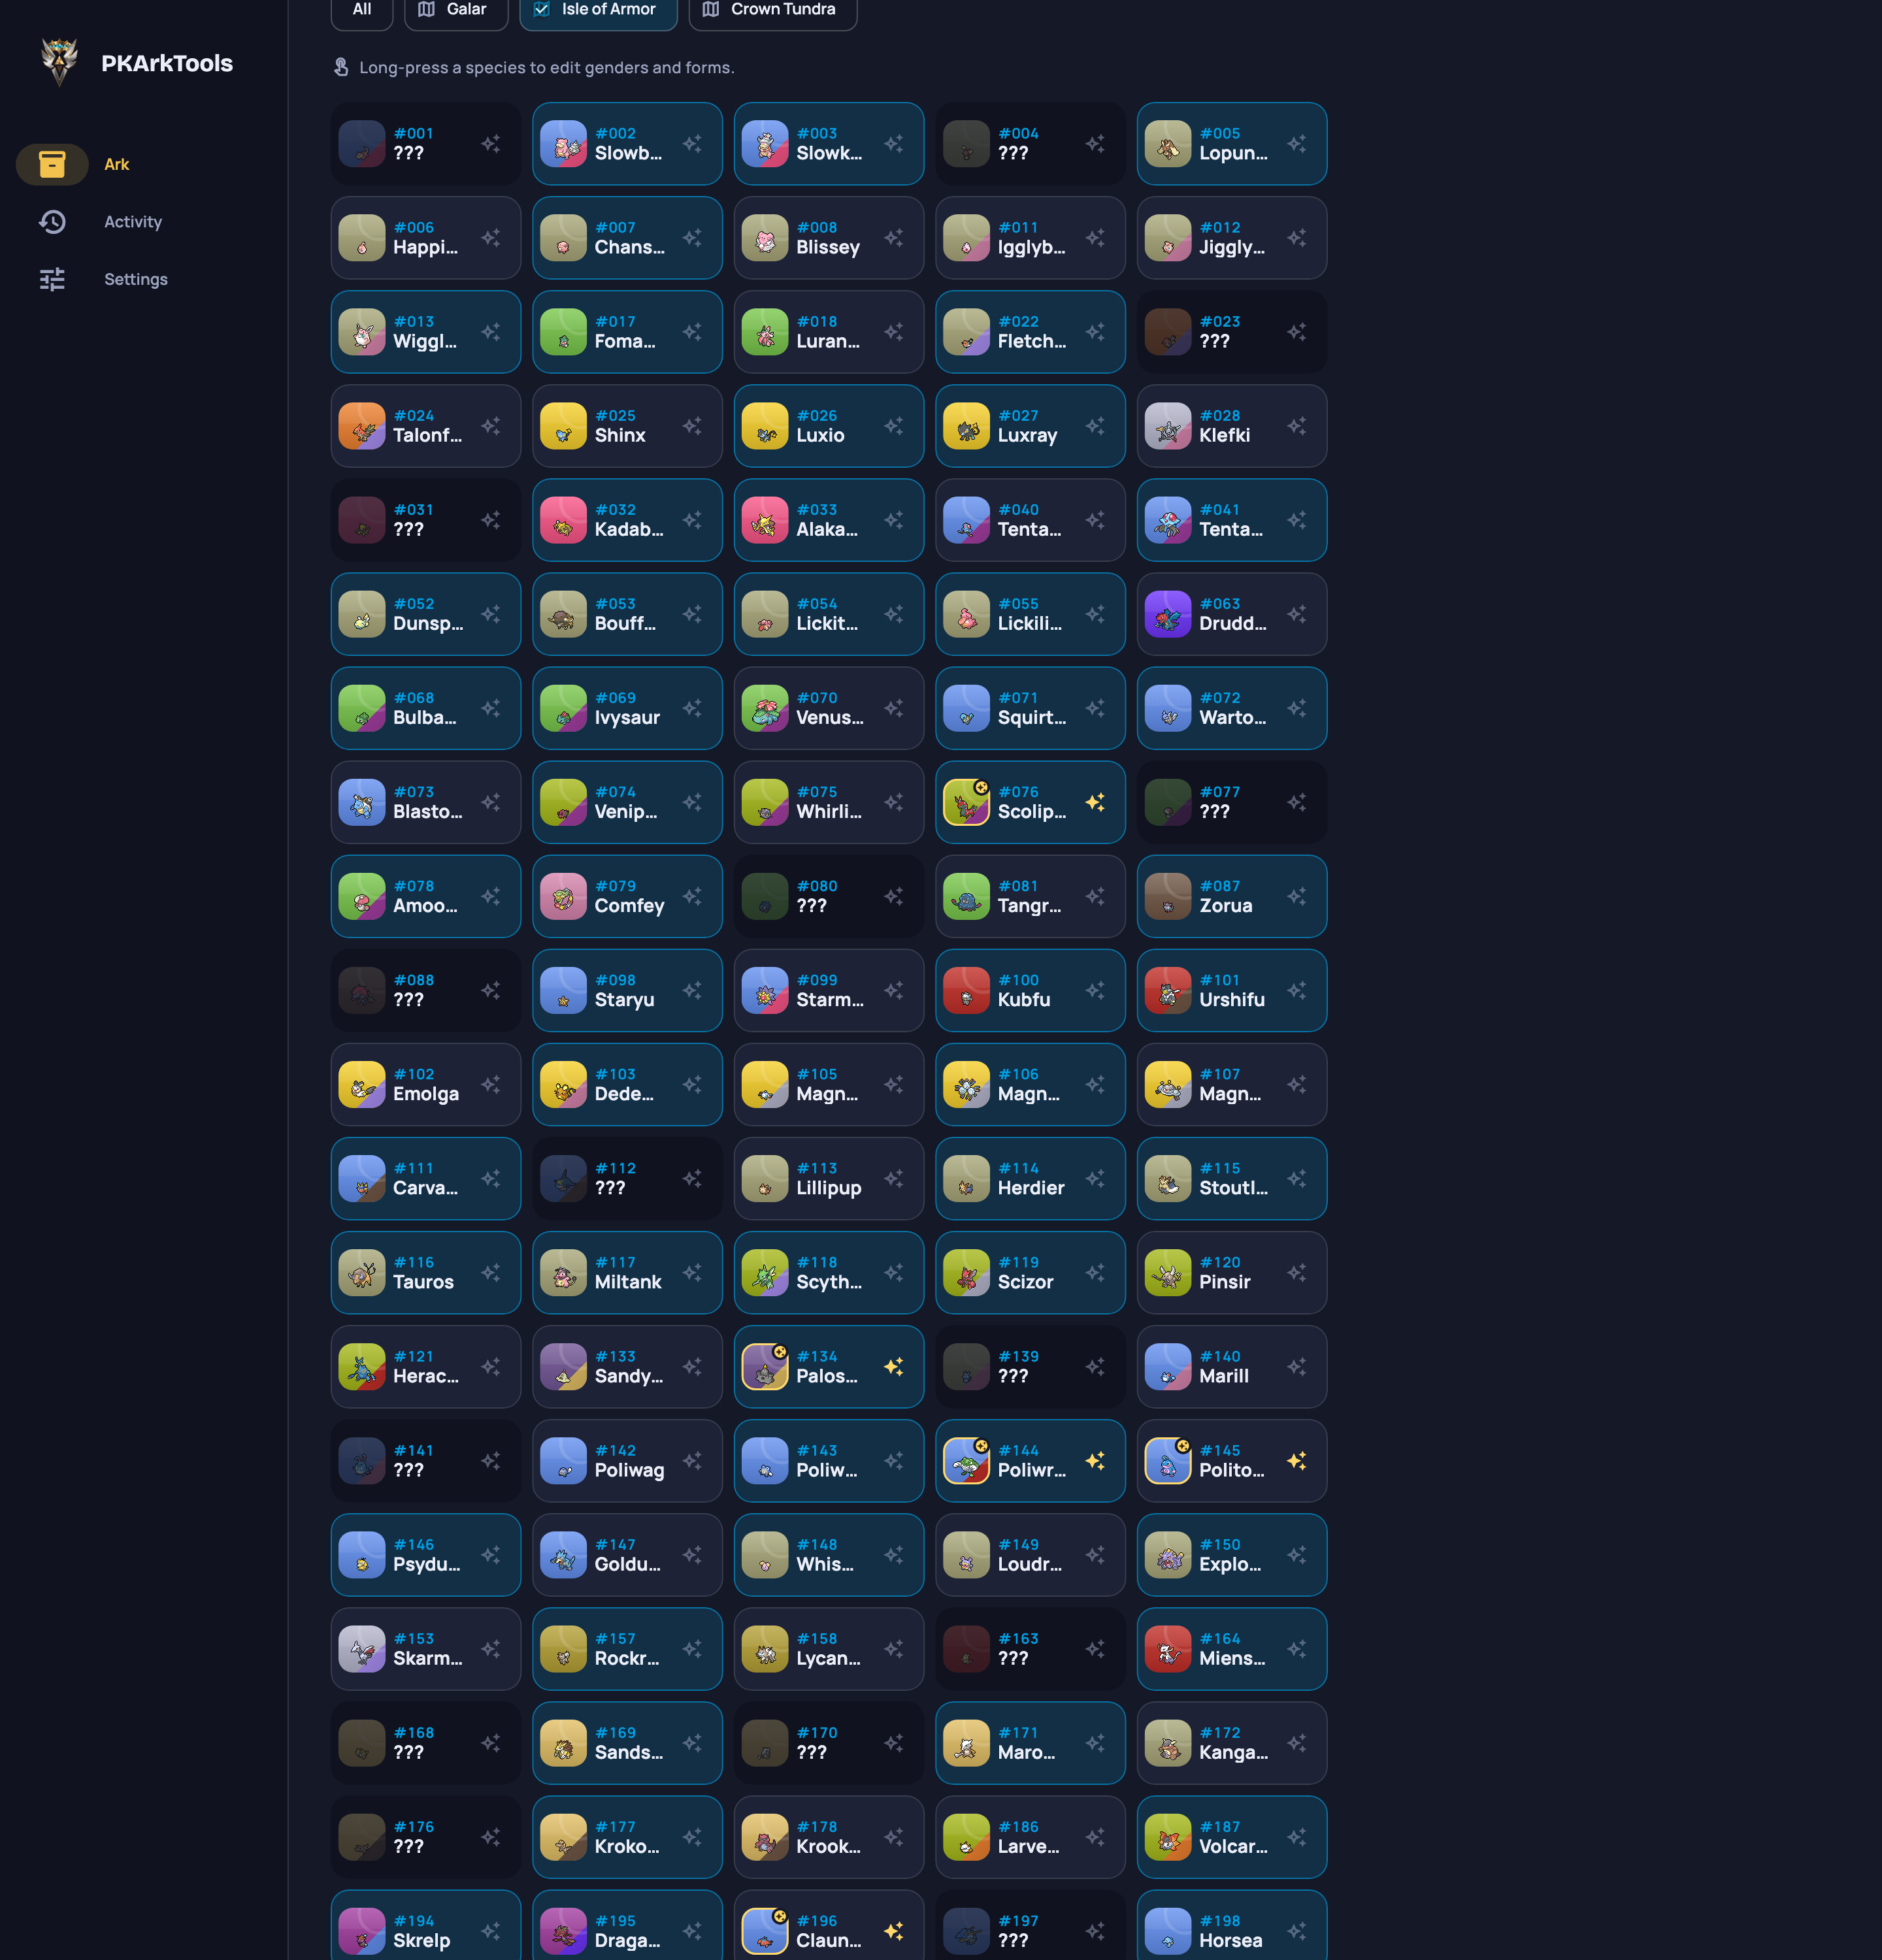 All
Galar
Isle of Armor
Crown Tundra
PKArkTools
Long-press a species to edit genders and forms.
Ark
Activity
Settings
#001
???
#002
Slowb...
#003
Slowk...
#004
???
#005
Lopun...
#006
Happi...
#007
Chans...
#008
Blissey
#011
Igglyb...
#012
Jiggly...
#013
Wiggl...
#017
Foma...
#018
Luran...
#022
Fletch...
#023
???
#024
Talonf...
#025
Shinx
#026
Luxio
#027
Luxray
#028
Klefki
#031
???
#032
Kadab...
#033
Alaka...
#040
Tenta...
#041
Tenta...
#052
Dunsp...
#053
Bouff...
#054
Lickit...
#055
Lickili...
#063
Drudd...
#068
Bulba...
#069
Ivysaur
#070
Venus...
#071
Squirt...
#072
Warto...
#073
Blasto...
#074
Venip...
#075
Whirli...
#076
Scolip...
#077
???
#078
Amoo...
#079
Comfey
#080
???
#081
Tangr...
#087
Zorua
#088
???
#098
Staryu
#099
Starm...
#100
Kubfu
#101
Urshifu
#102
Emolga
#103
Dede...
#105
Magn...
#106
Magn...
#107
Magn...
#111
Carva...
#112
???
#113
Lillipup
#114
Herdier
#115
Stoutl...
#116
Tauros
#117
Miltank
#118
Scyth...
#119
Scizor
#120
Pinsir
#121
Herac...
#133
Sandy...
#134
Palos...
#139
???
#140
Marill
#141
???
#142
Poliwag
#143
Poliw...
#144
Poliwr...
#145
Polito...
#146
Psydu...
#147
Goldu...
#148
Whis...
#149
Loudr...
#150
Explo...
#153
Skarm...
#157
Rockr...
#158
Lycan...
#163
???
#164
Miens...
#168
???
#169
Sands...
#170
???
#171
Maro...
#172
Kanga...
#176
???
#177
Kroko...
#178
Krook...
#186
Larve...
#187
Volcar...
#194
Skrelp
#195
Draga...
#196
Claun...
#197
???
#198
Horsea